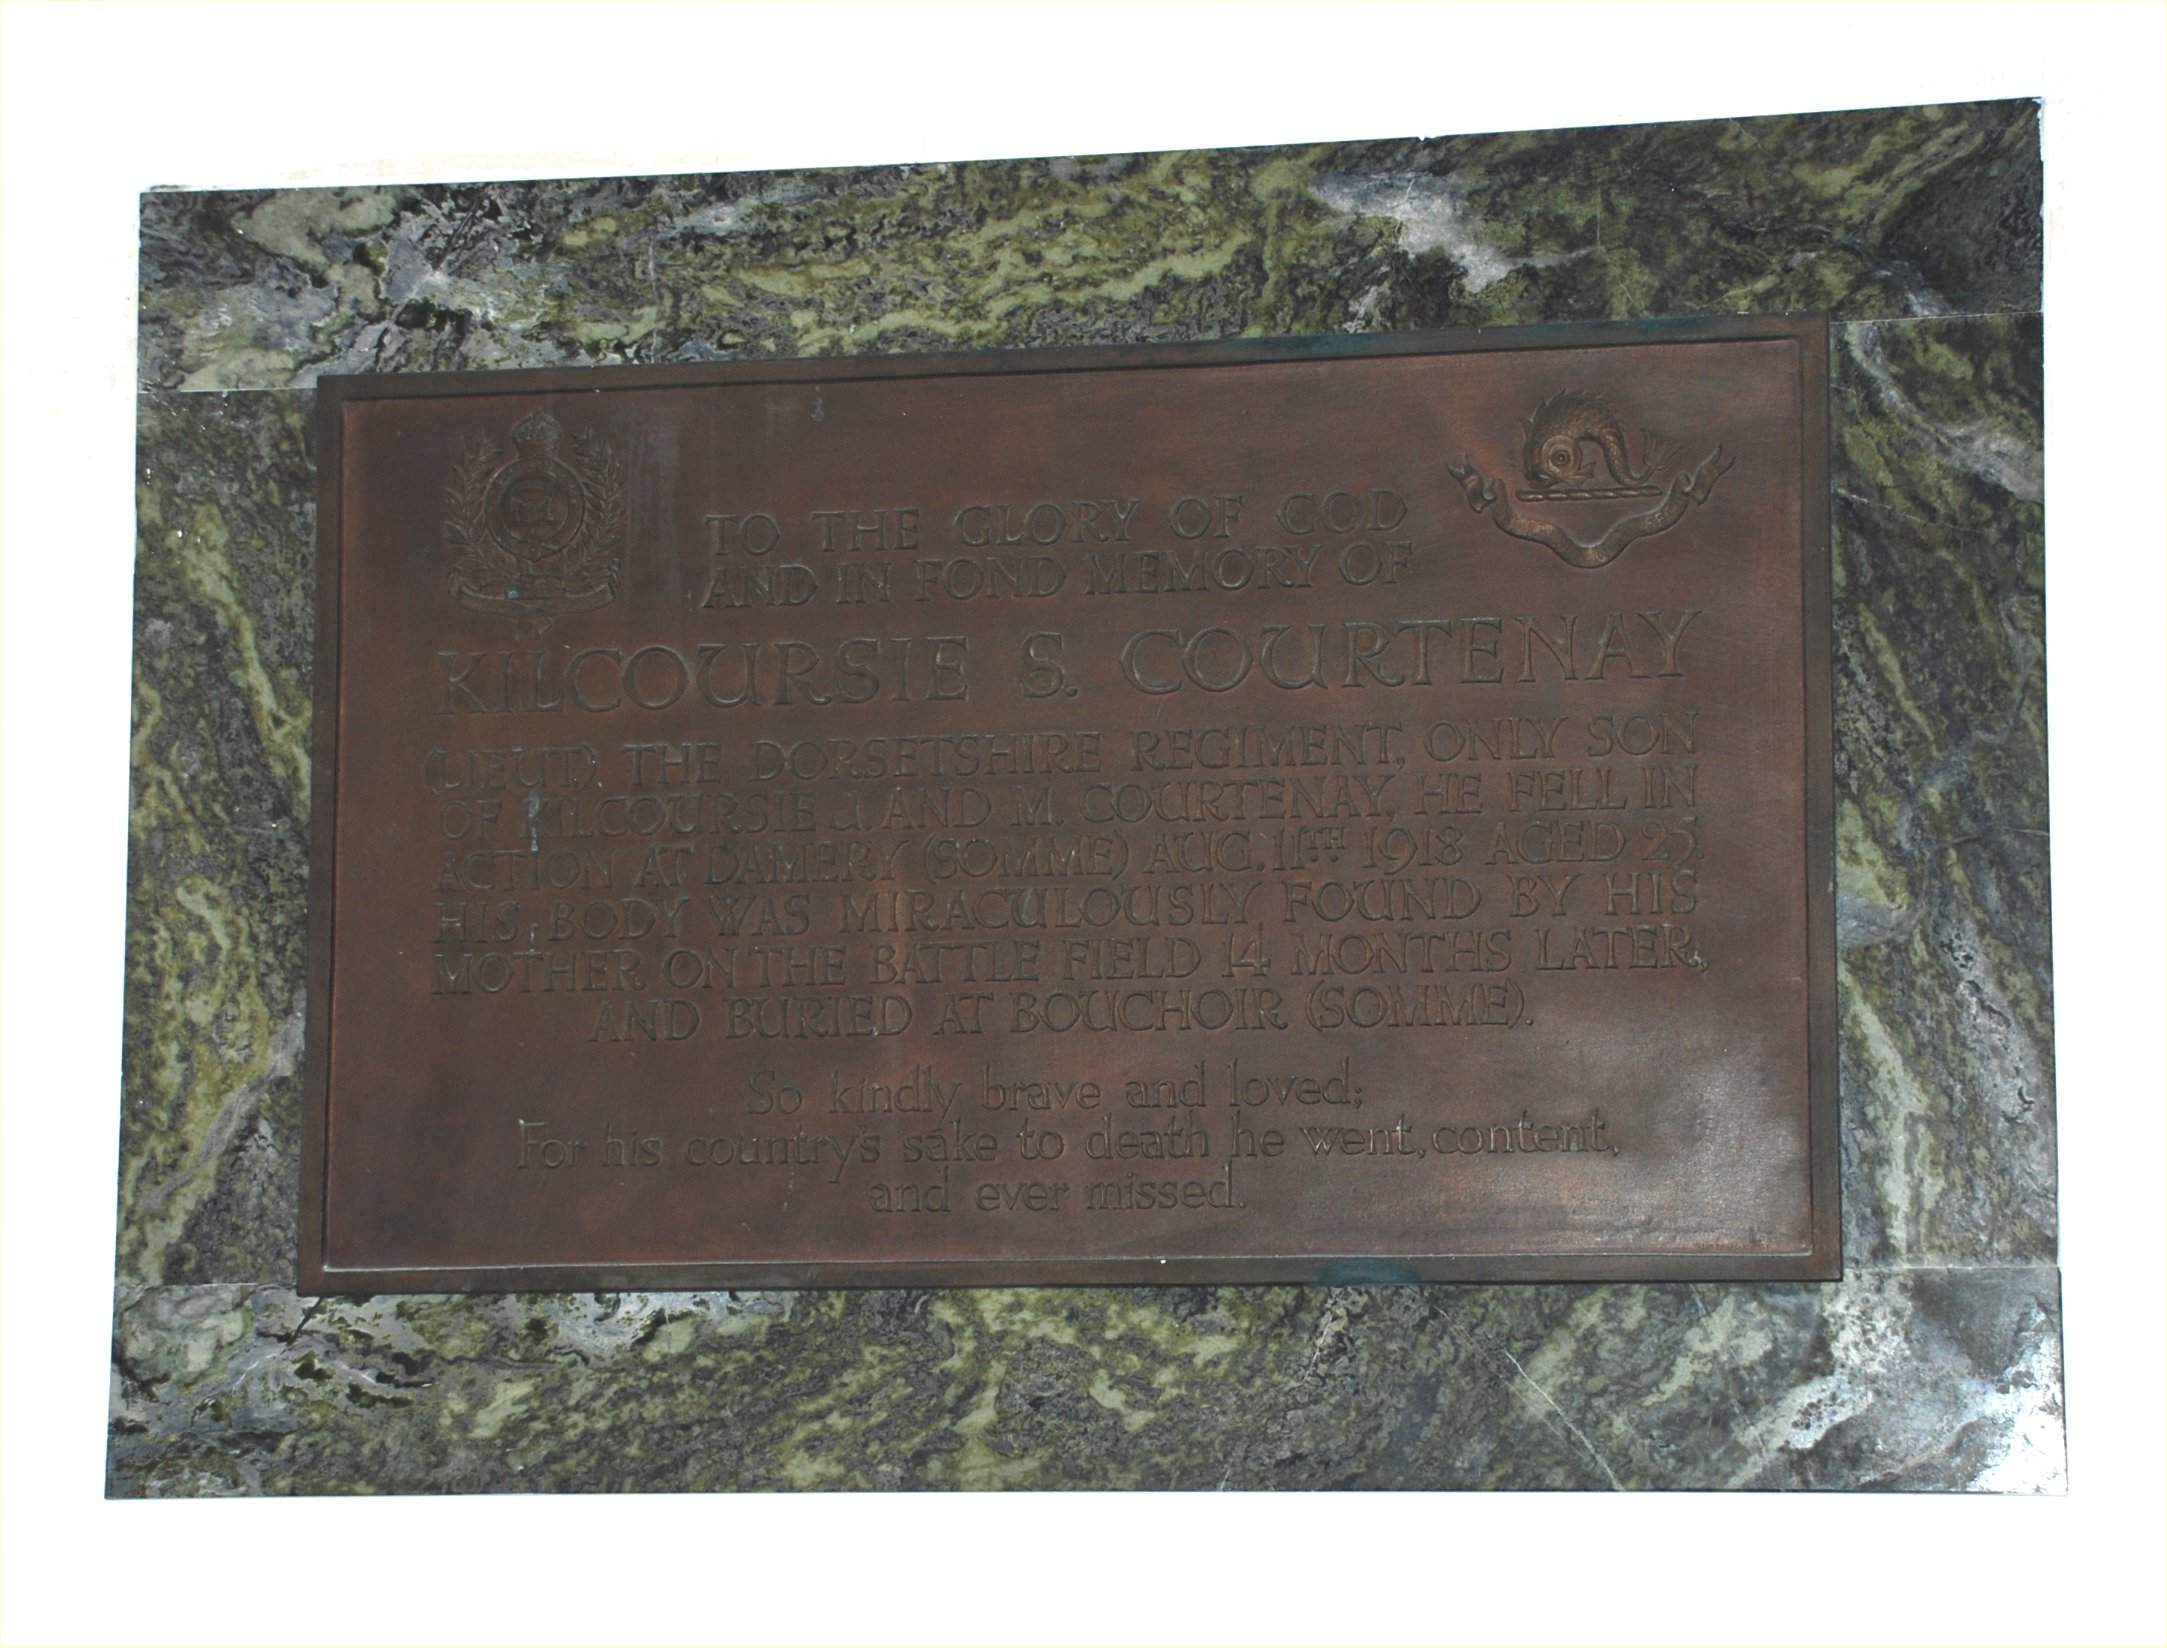 TO THE GLORY OF GOD
AND IN FOND MEMORY OF
KILCOURSIE S. COURTENAY
(LIEUT). THE DORSETSHIRE REGIMENT, ONLY SON
OF KILCOURSIE J. AND M. COURTENAY, HE FELL IN
ACTION AT DAMERY (SOMME) AUG. 11TH 1918 AGED 25.
HIS BODY WAS MIRACULOUSLY FOUND BY HIS
MOTHER ON THE BATTLE FIELD 14 MONTHS LATER,
AND BURIED AT BOUCHOIR (SOMME).
So kindly brave and loved;
For his country's sake to death he went, content,
and ever missed.